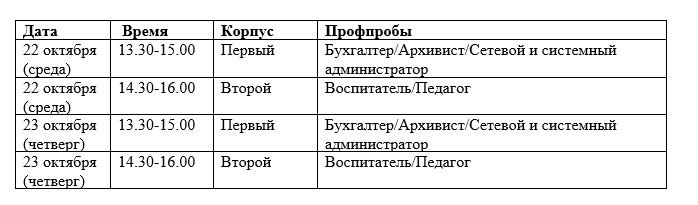 Дата Время Корпус Профпробы
22 октября 13.30-15.00 Первый Бухгалтер/Архивист/Сетевой и системный
(среда) администратор
22 октября 14.30-16.00 Второй Воспитатель/Педагог
(среда)
23 октября 13.30-15.00 Первый Бухгалтер/Архивист/Сетевой и системный
(четверг) администратор
23 октября 14.30-16.00 Второй Воспитатель/Педагог
(четверг)